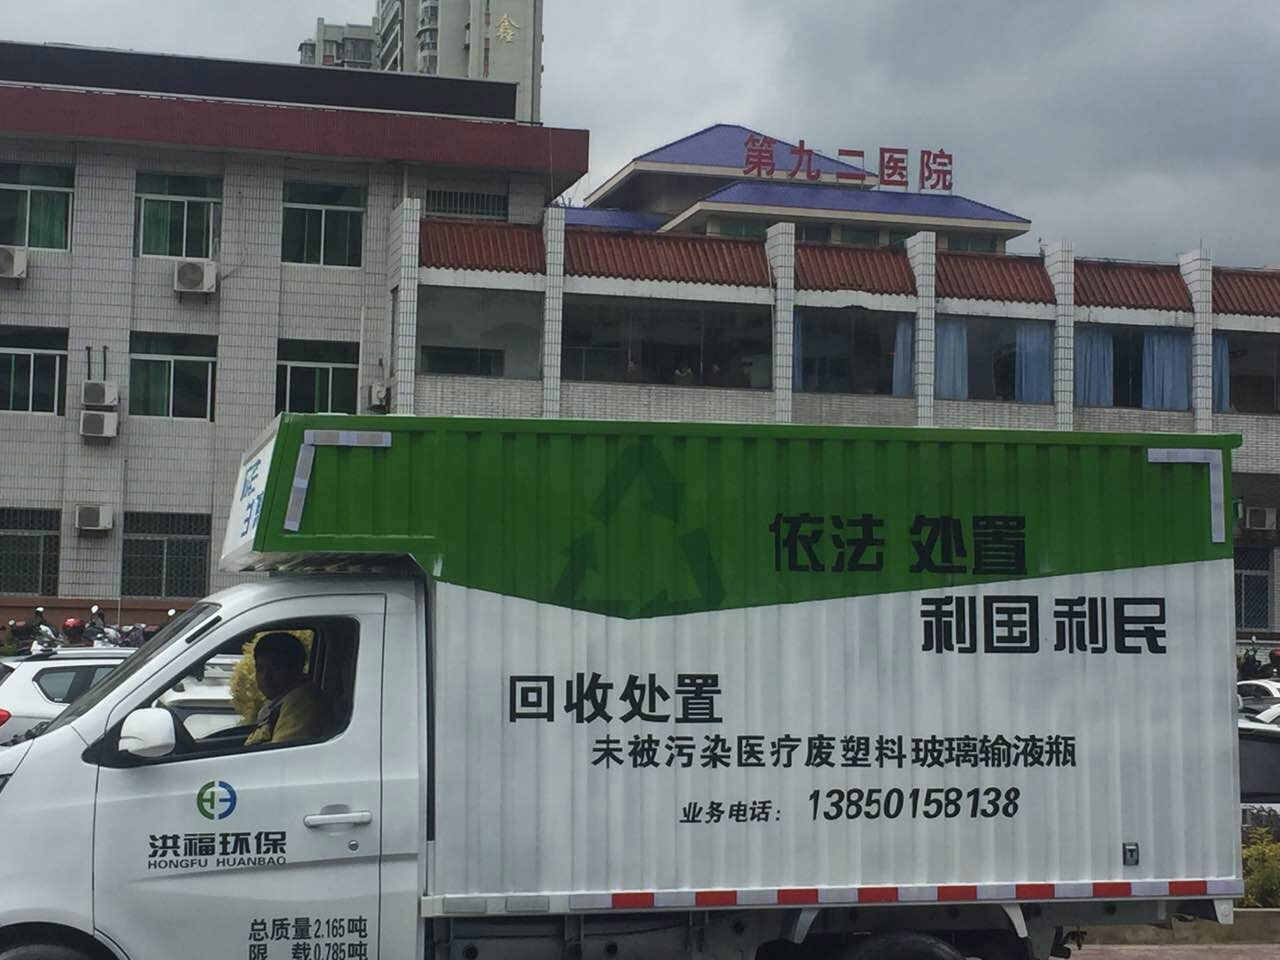 鑫
第九二医院
依法 处置
利国利民
回收处置
未被污染医疗废塑料玻璃输液瓶
业务电话：13850158138
洪福环保
HONGFU HUANBAO
总质量2.165吨
限 载0.785吨